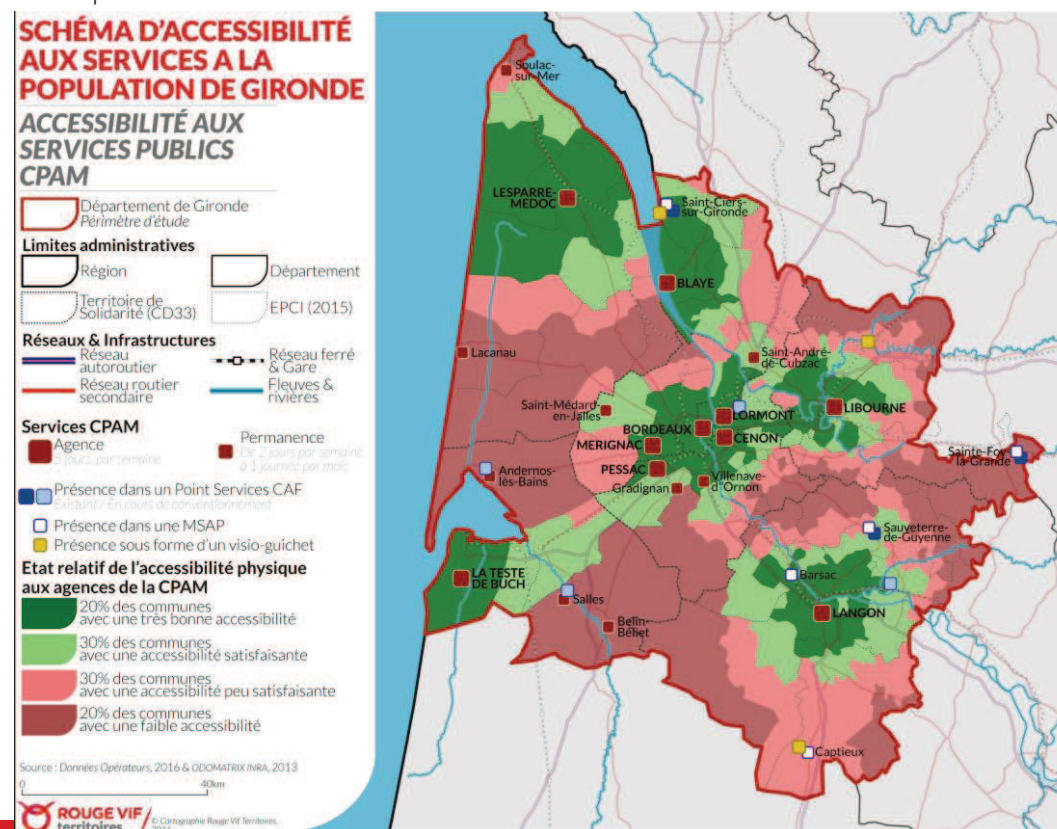 SCHÉMA D'ACCESSIBILITÉ
AUX SERVICES A LA
POPULATION DE GIRONDE
ACCESSIBILITÉ AUX
SERVICES PUBLICS
CPAM
Département de Gironde
Périmètre d'étude
Limites administratives
Région
Département
Territoire de
Solidarité (CD33)
EPCI (2015)
Réseaux & Infrastructures
Réseau
autoroutier
Réseau ferré
& Gare
Réseau routier
secondaire
Fleuves &
rivières
Services CPAM
Agence
5 jours par semaine
Permanence
De 2 jours par semaine
à 1 journée par mois
Présence dans un Point Services CAF
Existant / En cours de conventionnement
Présence dans une MSAP
Présence sous forme d'un visio-guichet
Etat relatif de l'accessibilité physique
aux agences de la CPAM
20% des communes
avec une très bonne accessibilité
30% des communes
avec une accessibilité satisfaisante
30% des communes
avec une accessibilité peu satisfaisante
20% des communes
avec une faible accessibilité
Source : Données Opérateurs, 2016 & ODOMATRIX INRA, 2013
0
40km
ROUGE VIF
territoires
© Cartographie Rouge Vif Territoires,
2016
Soulac-
sur-Mer
LESPARRE-
MEDOC
Saint-Ciers-
sur-Gironde
BLAYE
Lacanau
Saint-André-
de-Cubzac
Saint-Médard-
en-Jalles
LORMONT
LIBOURNE
BORDEAUX
CENON
MERIGNAC
PESSAC
Sainte-Foy-
la-Grande
Andernos-
lès-Bains
Gradignan
Villenave-
d'Ornon
Sauveterre-
de-Guyenne
LA TESTE
DE BUCH
Barsac
Salles
LANGON
Belin-
Béliet
Captieux